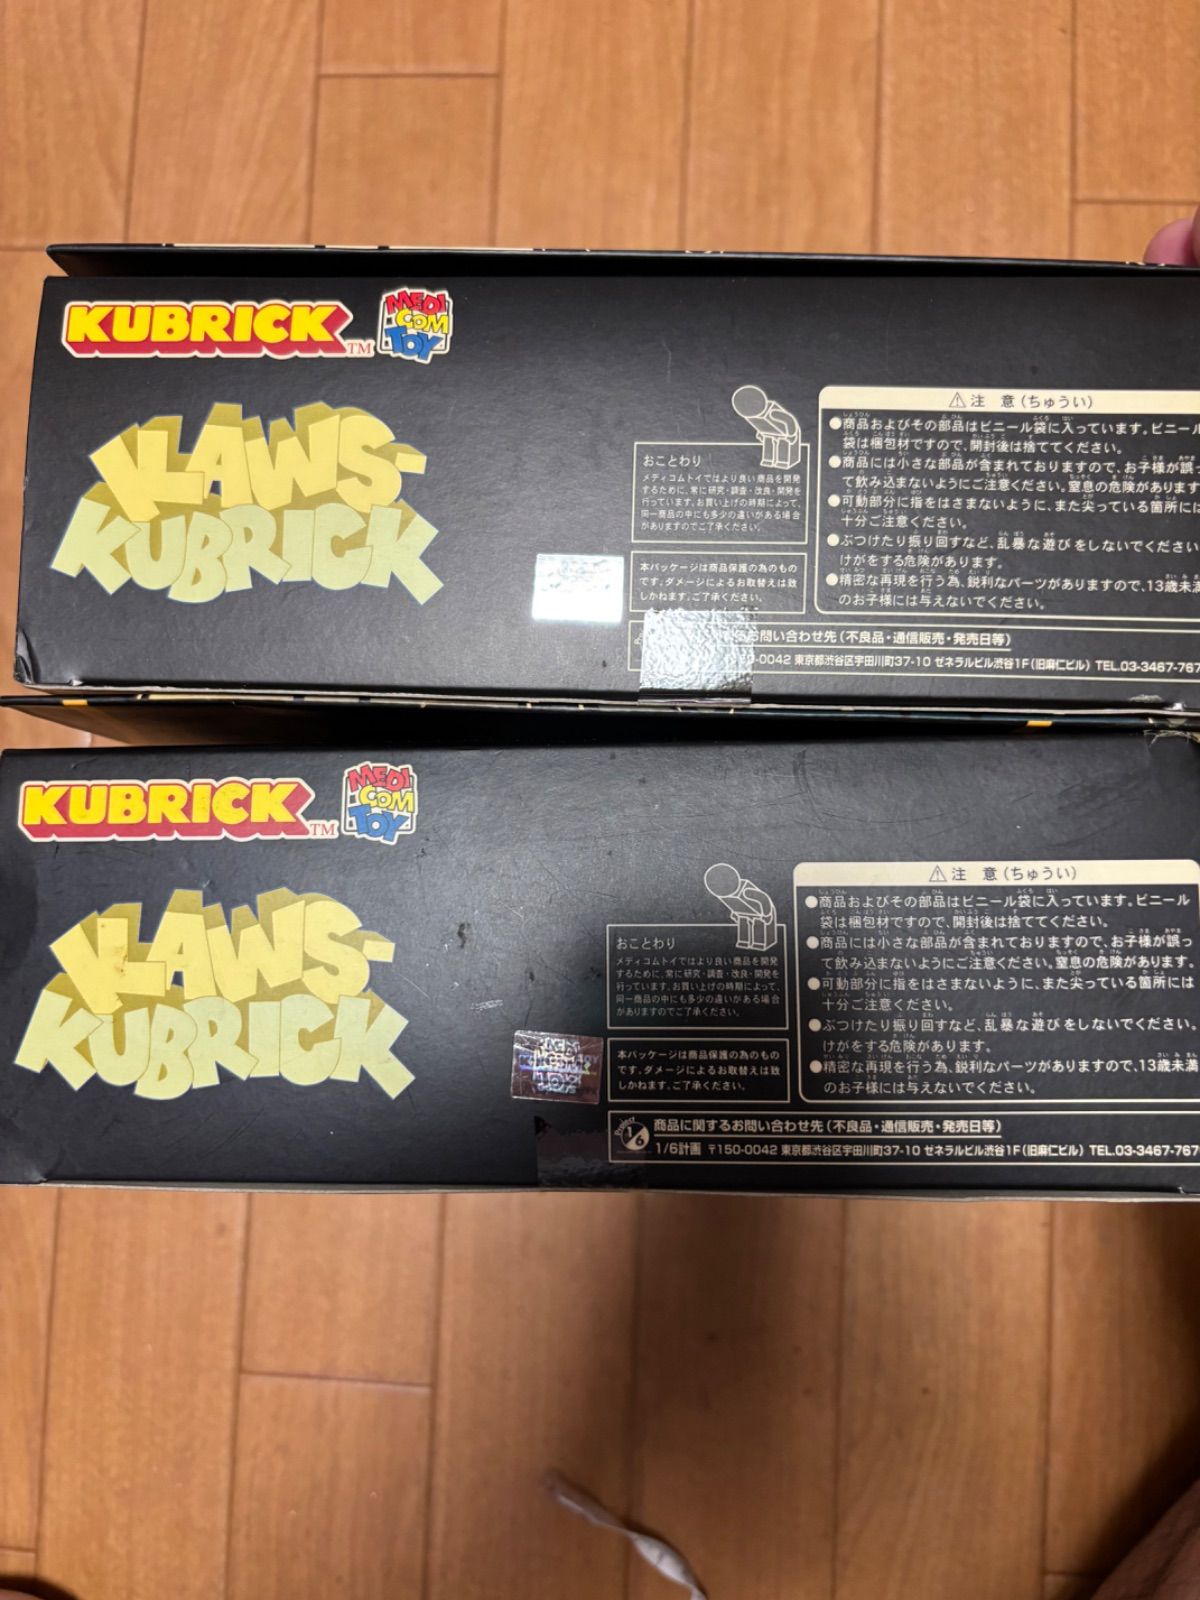 KUBRICK TM
MEDI COM TOY
KAWS-
KUBRICK
おことわり
メディコムトイではより良い商品を開発
するために、常に研究・調査・改良・開発を
行っています。お買い上げの時期によって、
同一商品の中にも多少の違いがある場合
がありますのでご了承ください。
本パッケージは商品保護の為のもの
です。ダメージによるお取替えは致
しかねます。ご了承ください。
⚠注 意(ちゅうい)
●商品およびその部品はビニール袋に入っています。ビニール
袋は梱包材ですので、開封後は捨ててください。
●商品には小さな部品が含まれておりますので、お子様が誤っ
て飲み込まないようにご注意ください。窒息の危険があります
●可動部分に指をはさまないように、また尖っている箇所には
十分ご注意ください。
●ぶつけたり振り回すなど、乱暴な遊びをしないでください
けがをする危険があります。
●精密な再現を行う為、鋭利なパーツがありますので、13歳未満
のお子様には与えないでください。
お問い合わせ先(不良品・通信販売・発売日等)
0042 東京都渋谷区宇田川町37-10 ゼネラルビル渋谷1F(旧麻仁ビル) TEL.03-3467-767
KUBRICK TM
MEDI COM TOY
KAWS-
KUBRICK
おことわり
メディコムトイではより良い商品を開発
するために、常に研究・調査・改良・開発を
行っています。お買い上げの時期によって、
同一商品の中にも多少の違いがある場合
がありますのでご了承ください。
本パッケージは商品保護の為のもの
です。ダメージによるお取替えは致
しかねます。ご了承ください。
⚠注 意(ちゅうい)
●商品およびその部品はビニール袋に入っています。ビニール
袋は梱包材ですので、開封後は捨ててください。
●商品には小さな部品が含まれておりますので、お子様が誤っ
て飲み込まないようにご注意ください。窒息の危険があります。
●可動部分に指をはさまないように、また尖っている箇所には
十分ご注意ください。
●ぶつけたり振り回すなど、乱暴な遊びをしないでください。
けがをする危険があります。
●精密な再現を行う為、鋭利なパーツがありますので、13歳未満
のお子様には与えないでください。
Project 1/6
商品に関するお問い合わせ先(不良品・通信販売・発売日等)
1/6計画 〒150-0042 東京都渋谷区宇田川町37-10 ゼネラルビル渋谷1F(旧麻仁ビル) TEL.03-3467-767